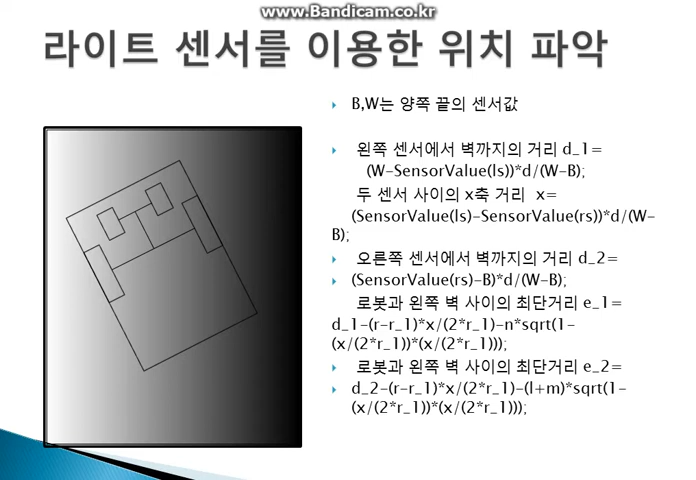 www.Bandicam.co.kr
라이트 센서를 이용한 위치 파악
B,W는 양쪽 끝의 센서값
왼쪽 센서에서 벽까지의 거리 d_1=
(W-SensorValue(ls))*d/(W-B);
두 센서 사이의 x축 거리 x=
(SensorValue(ls)-SensorValue(rs))*d/(W-
B);
오른쪽 센서에서 벽까지의 거리 d_2=
(SensorValue(rs)-B)*d/(W-B);
로봇과 왼쪽 벽 사이의 최단거리 e_1=
d_1-(r-r_1)*x/(2*r_1)-n*sqrt(1-
(x/(2*r_1))*(x/(2*r_1)));
로봇과 왼쪽 벽 사이의 최단거리 e_2=
d_2-(r-r_1)*x/(2*r_1)-(l+m)*sqrt(1-
(x/(2*r_1))*(x/(2*r_1)));